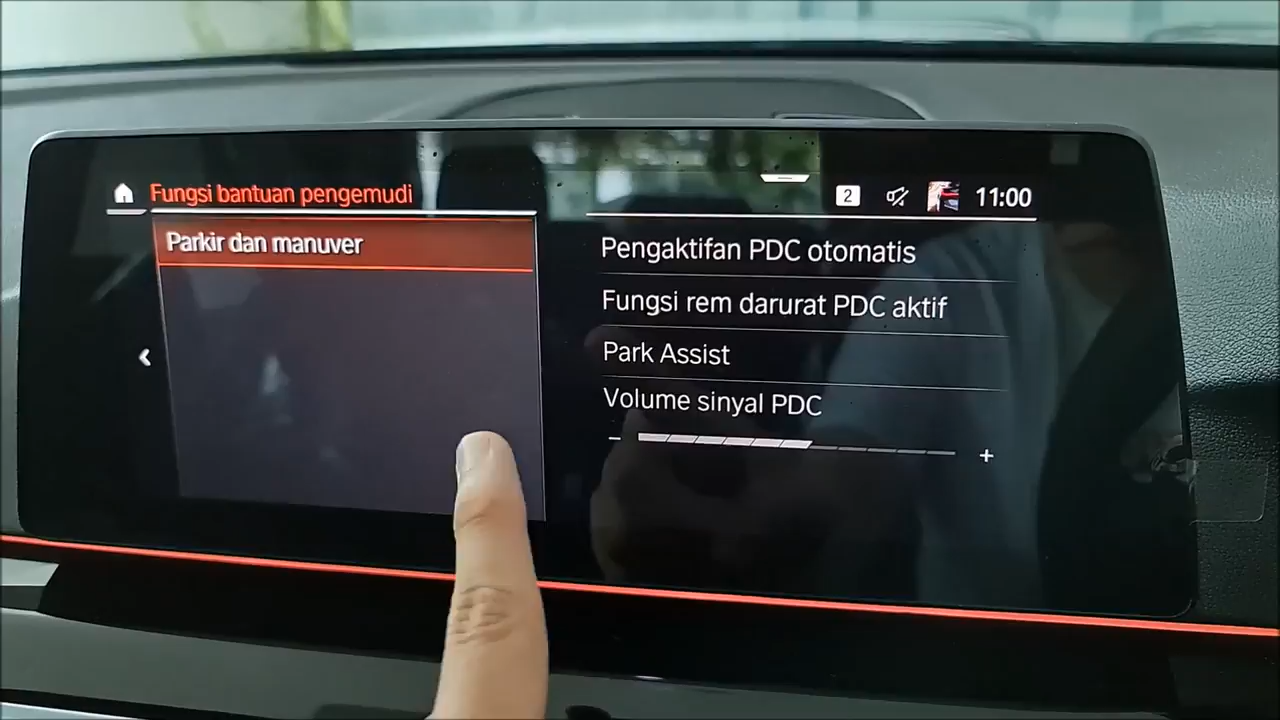 Fungsi bantuan pengemudi
2
11:00
Parkir dan manuver
Pengaktifan PDC otomatis
Fungsi rem darurat PDC aktif
Park Assist
Volume sinyal PDC
- +